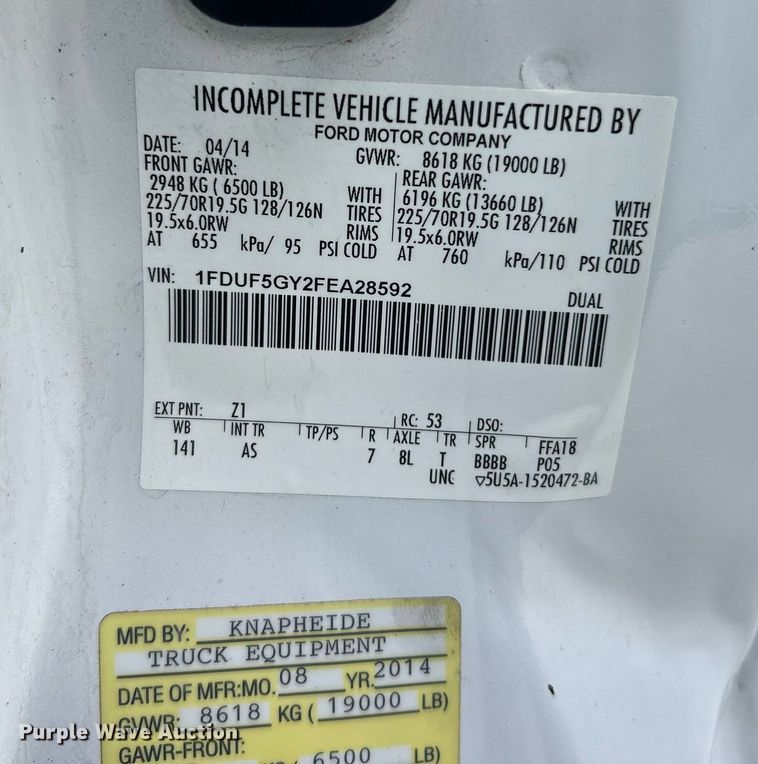 INCOMPLETE VEHICLE MANUFACTURED BY
FORD MOTOR COMPANY
DATE: 04/14 GVWR: 8618 KG (19000 LB)
FRONT GAWR: REAR GAWR:
2948 KG ( 6500 LB) WITH 6196 KG (13660 LB) WITH
225/70R19.5G 128/126N TIRES 225/70R19.5G 128/126N TIRES
19.5x6.0RW RIMS 19.5x6.0RW RIMS
AT 655 kPa/ 95 PSI COLD AT 760 kPa/110 PSI COLD
VIN: 1FDUF5GY2FEA28592 DUAL
EXT PNT: Z1 RC: 53 DSO:
WB INT TR TP/PS R AXLE TR SPR FFA18
141 AS 7 8L T BBBB P05
UNC ▽5U5A-1520472-BA
MFD BY: KNAPHEIDE
TRUCK EQUIPMENT
DATE OF MFR:MO. 08 YR. 2014
GVWR: 8618 KG ( 19000 LB)
GAWR-FRONT:
KG ( 6500 LB)
Purple Wave Auction